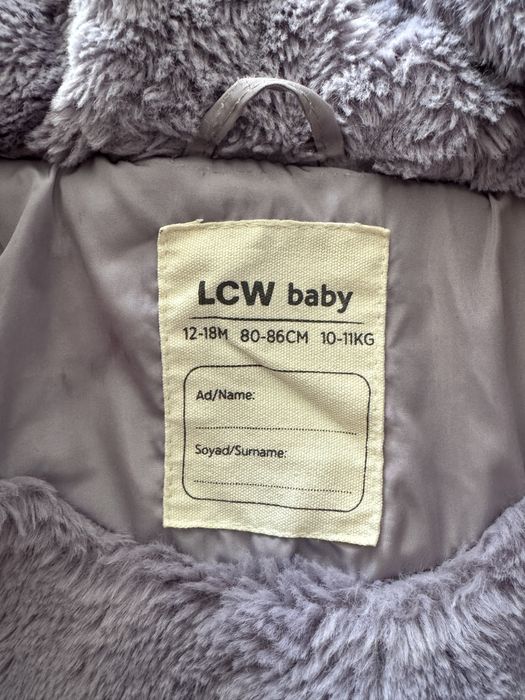 LCW baby
12-18M 80-86CM 10-11KG
Ad/Name:
Soyad/Surname: